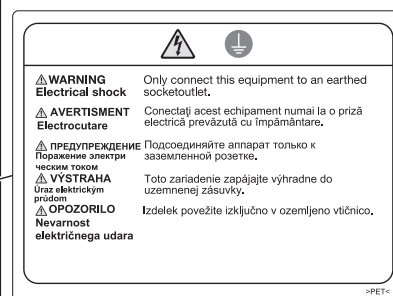 ⚠WARNING
Electrical shock
Only connect this equipment to an earthed
socketoutlet.
⚠ AVERTISMENT
Electrocutare
Conectaţi acest echipament numai la o priză
electrică prevăzută cu împământare.
⚠ ПРЕДУПРЕЖДЕНИЕ
Поражение электри
ческим током
Подсоединяйте аппарат только к
заземленной розетке.
⚠ VÝSTRAHA
Úraz elektrickým
prúdom
Toto zariadenie zapájajte výhradne do
uzemnenej zásuvky.
⚠OPOZORILO
Nevarnost
električnega udara
Izdelek povežite izključno v ozemljeno vtičnico.
>PET<